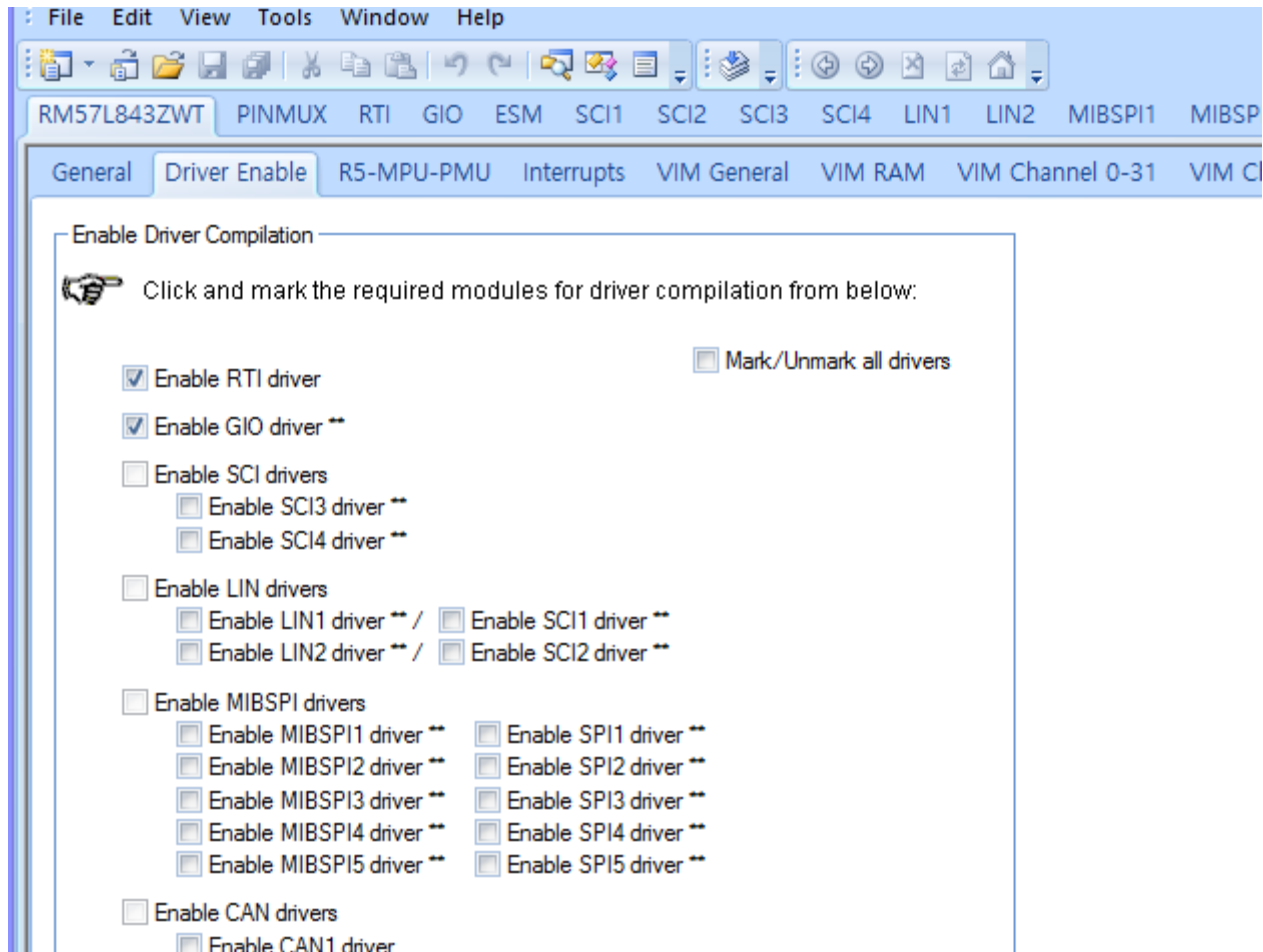 File Edit View Tools Window Help
RM57L843ZWT PINMUX RTI GIO ESM SCI1 SCI2 SCI3 SCI4 LIN1 LIN2 MIBSPI1 MIBSP
General Driver Enable R5-MPU-PMU Interrupts VIM General VIM RAM VIM Channel 0-31 VIM Cl
Enable Driver Compilation
Click and mark the required modules for driver compilation from below:
Mark/Unmark all drivers
Enable RTI driver
Enable GIO driver **
Enable SCI drivers
Enable SCI3 driver **
Enable SCI4 driver **
Enable LIN drivers
Enable LIN1 driver ** / Enable SCI1 driver **
Enable LIN2 driver ** / Enable SCI2 driver **
Enable MIBSPI drivers
Enable MIBSPI1 driver ** Enable SPI1 driver **
Enable MIBSPI2 driver ** Enable SPI2 driver **
Enable MIBSPI3 driver ** Enable SPI3 driver **
Enable MIBSPI4 driver ** Enable SPI4 driver **
Enable MIBSPI5 driver ** Enable SPI5 driver **
Enable CAN drivers
Enable CAN1 driver